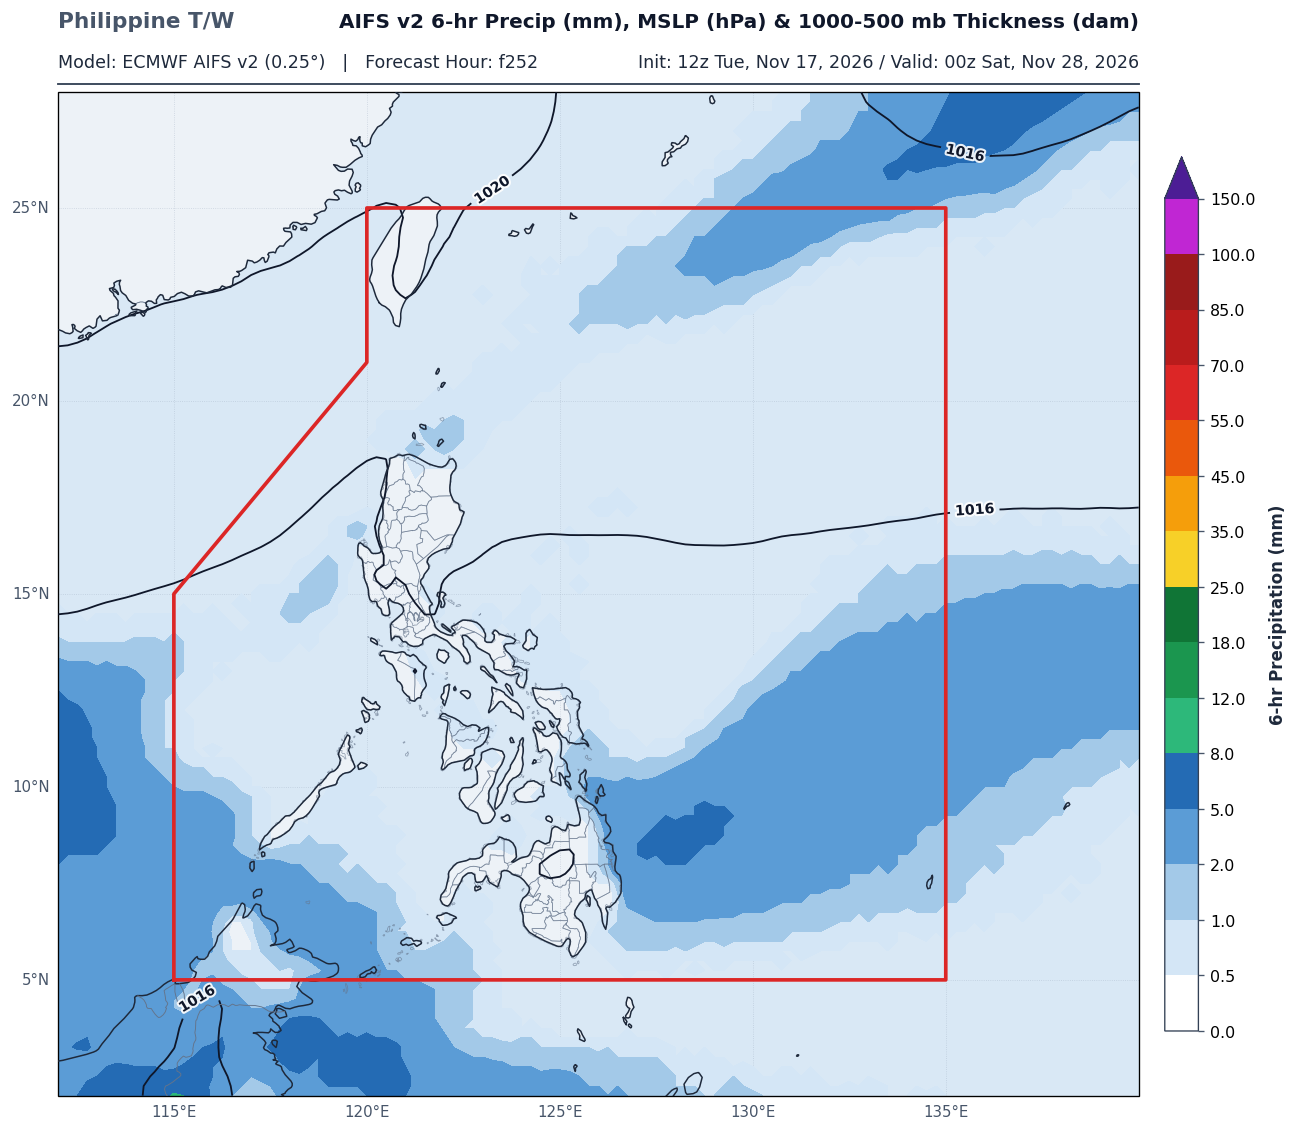 Philippine T/W
AIFS v2 6-hr Precip (mm), MSLP (hPa) & 1000-500 mb Thickness (dam)
Model: ECMWF AIFS v2 (0.25°) | Forecast Hour: f252
Init: 12z Tue, Nov 17, 2026 / Valid: 00z Sat, Nov 28, 2026
1016
1020
1016
1016
25°N
20°N
15°N
10°N
5°N
115°E
120°E
125°E
130°E
135°E
150.0
100.0
85.0
70.0
55.0
45.0
35.0
25.0
18.0
12.0
8.0
5.0
2.0
1.0
0.5
0.0
6-hr Precipitation (mm)